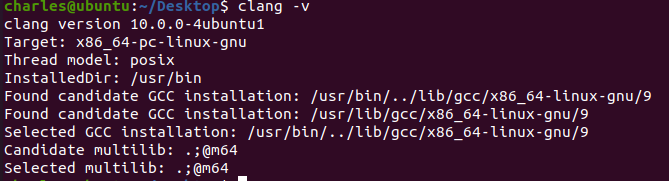 charles@ubuntu:~/Desktop$ clang -v
clang version 10.0.0-4ubuntu1
Target: x86_64-pc-linux-gnu
Thread model: posix
InstalledDir: /usr/bin
Found candidate GCC installation: /usr/bin/../lib/gcc/x86_64-linux-gnu/9
Found candidate GCC installation: /usr/lib/gcc/x86_64-linux-gnu/9
Selected GCC installation: /usr/bin/../lib/gcc/x86_64-linux-gnu/9
Candidate multilib: .;@m64
Selected multilib: .;@m64